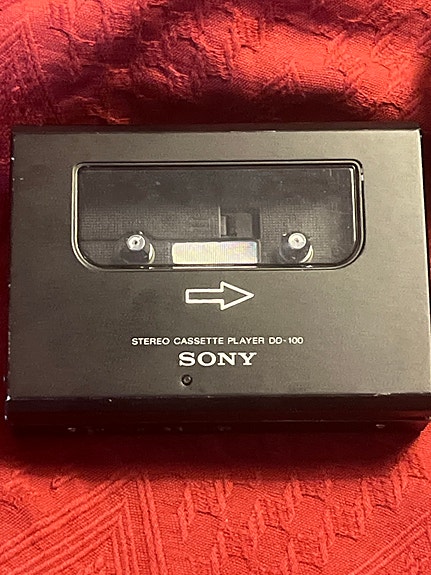 STEREO CASSETTE PLAYER DD-100
SONY